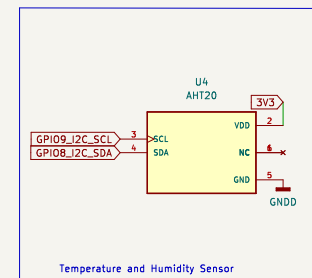 U4
AHT20
3V3
VDD 2
GPIO9_I2C_SCL 3 SCL
GPIO8_I2C_SDA 4 SDA
NC
GND 5
GNDD
Temperature and Humidity Sensor